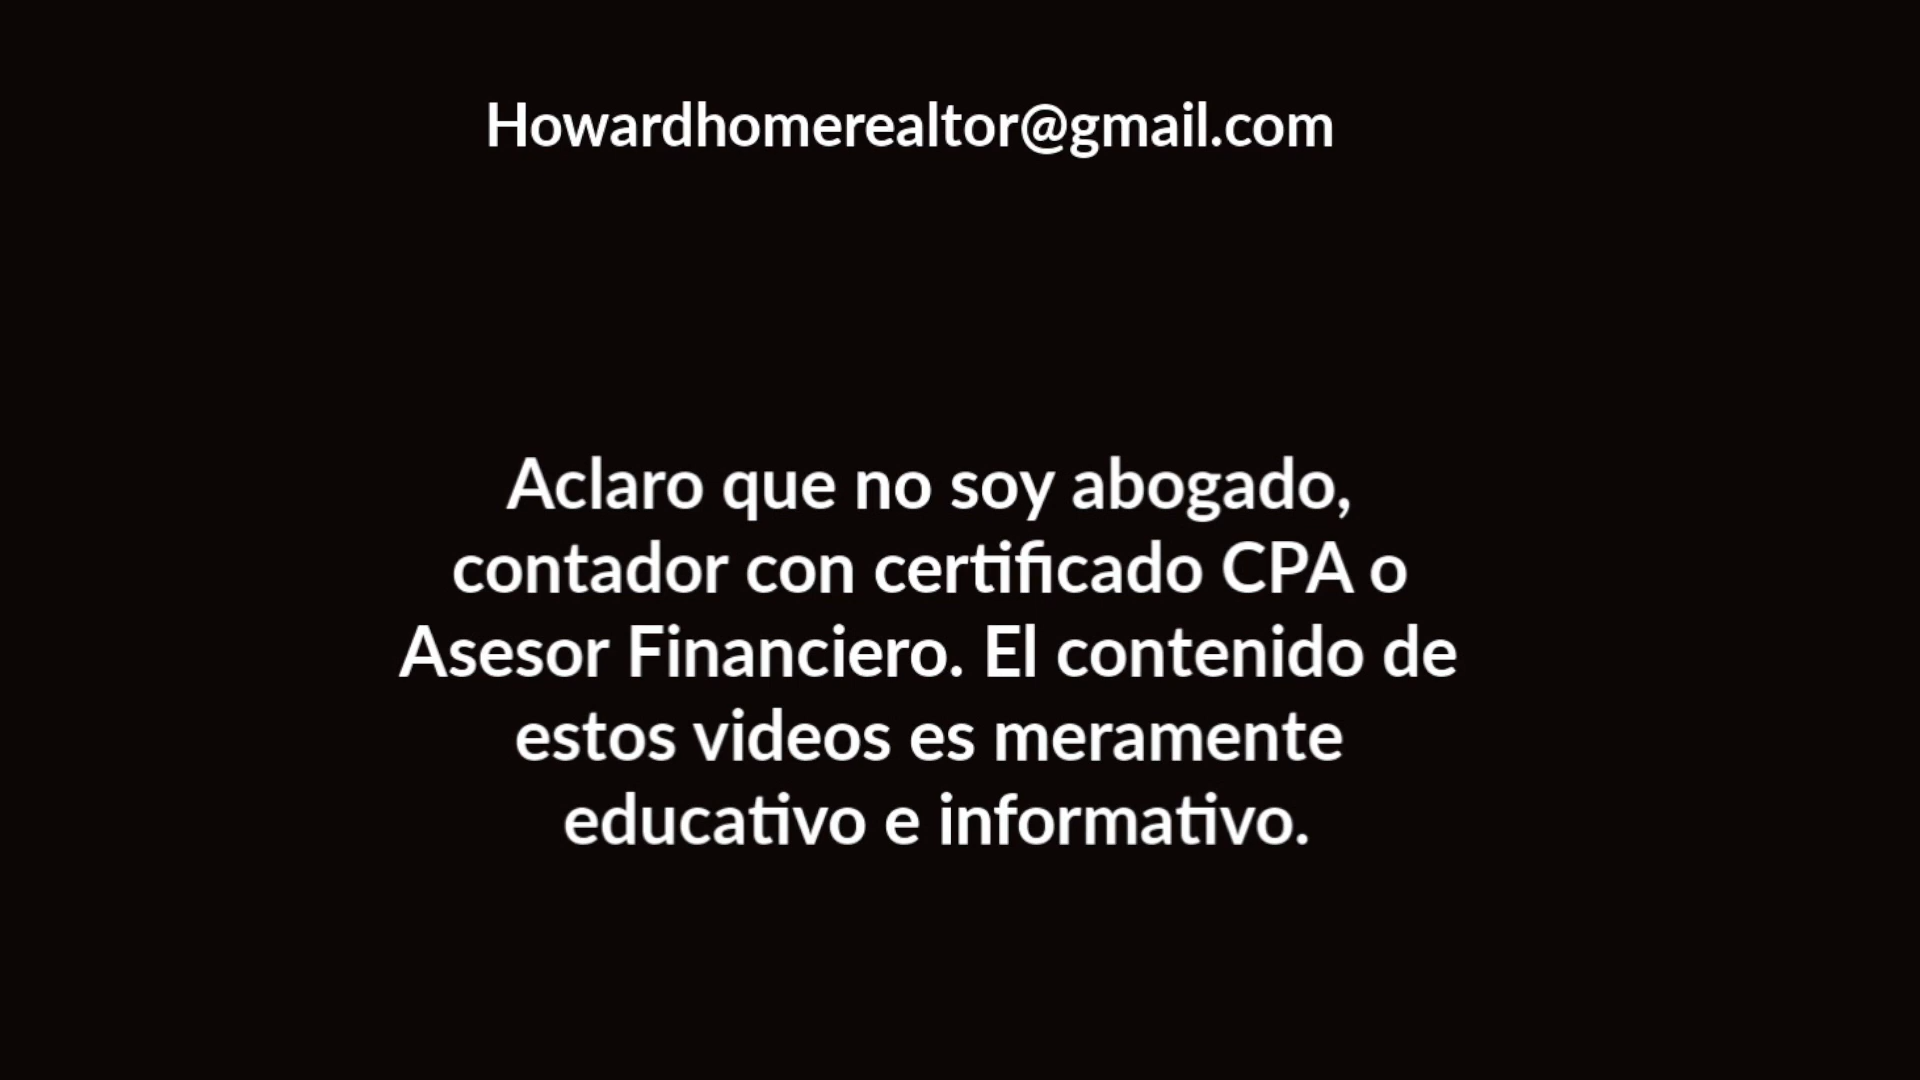 Howardhomerealtor@gmail.com
Aclaro que no soy abogado,
contador con certificado CPA o
Asesor Financiero. El contenido de
estos videos es meramente
educativo e informativo.